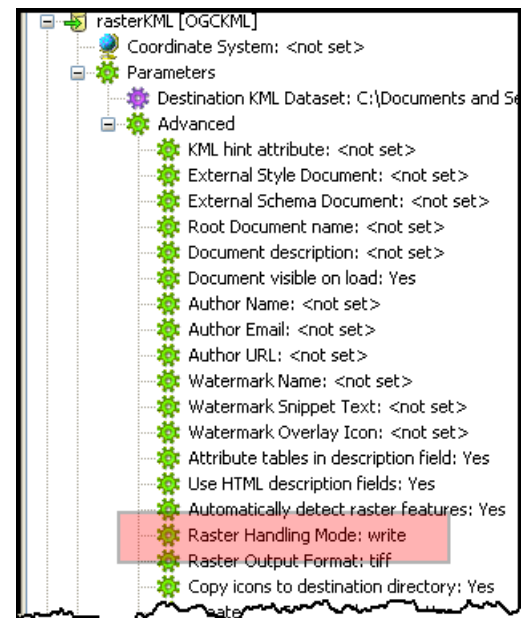 rasterKML [OGCKML]
Coordinate System: <not set>
Parameters
Destination KML Dataset: C:\Documents and Se
Advanced
KML hint attribute: <not set>
External Style Document: <not set>
External Schema Document: <not set>
Root Document name: <not set>
Document description: <not set>
Document visible on load: Yes
Author Name: <not set>
Author Email: <not set>
Author URL: <not set>
Watermark Name: <not set>
Watermark Snippet Text: <not set>
Watermark Overlay Icon: <not set>
Attribute tables in description field: Yes
Use HTML description fields: Yes
Automatically detect raster features: Yes
Raster Handling Mode: write
Raster Output Format: tiff
Copy icons to destination directory: Yes